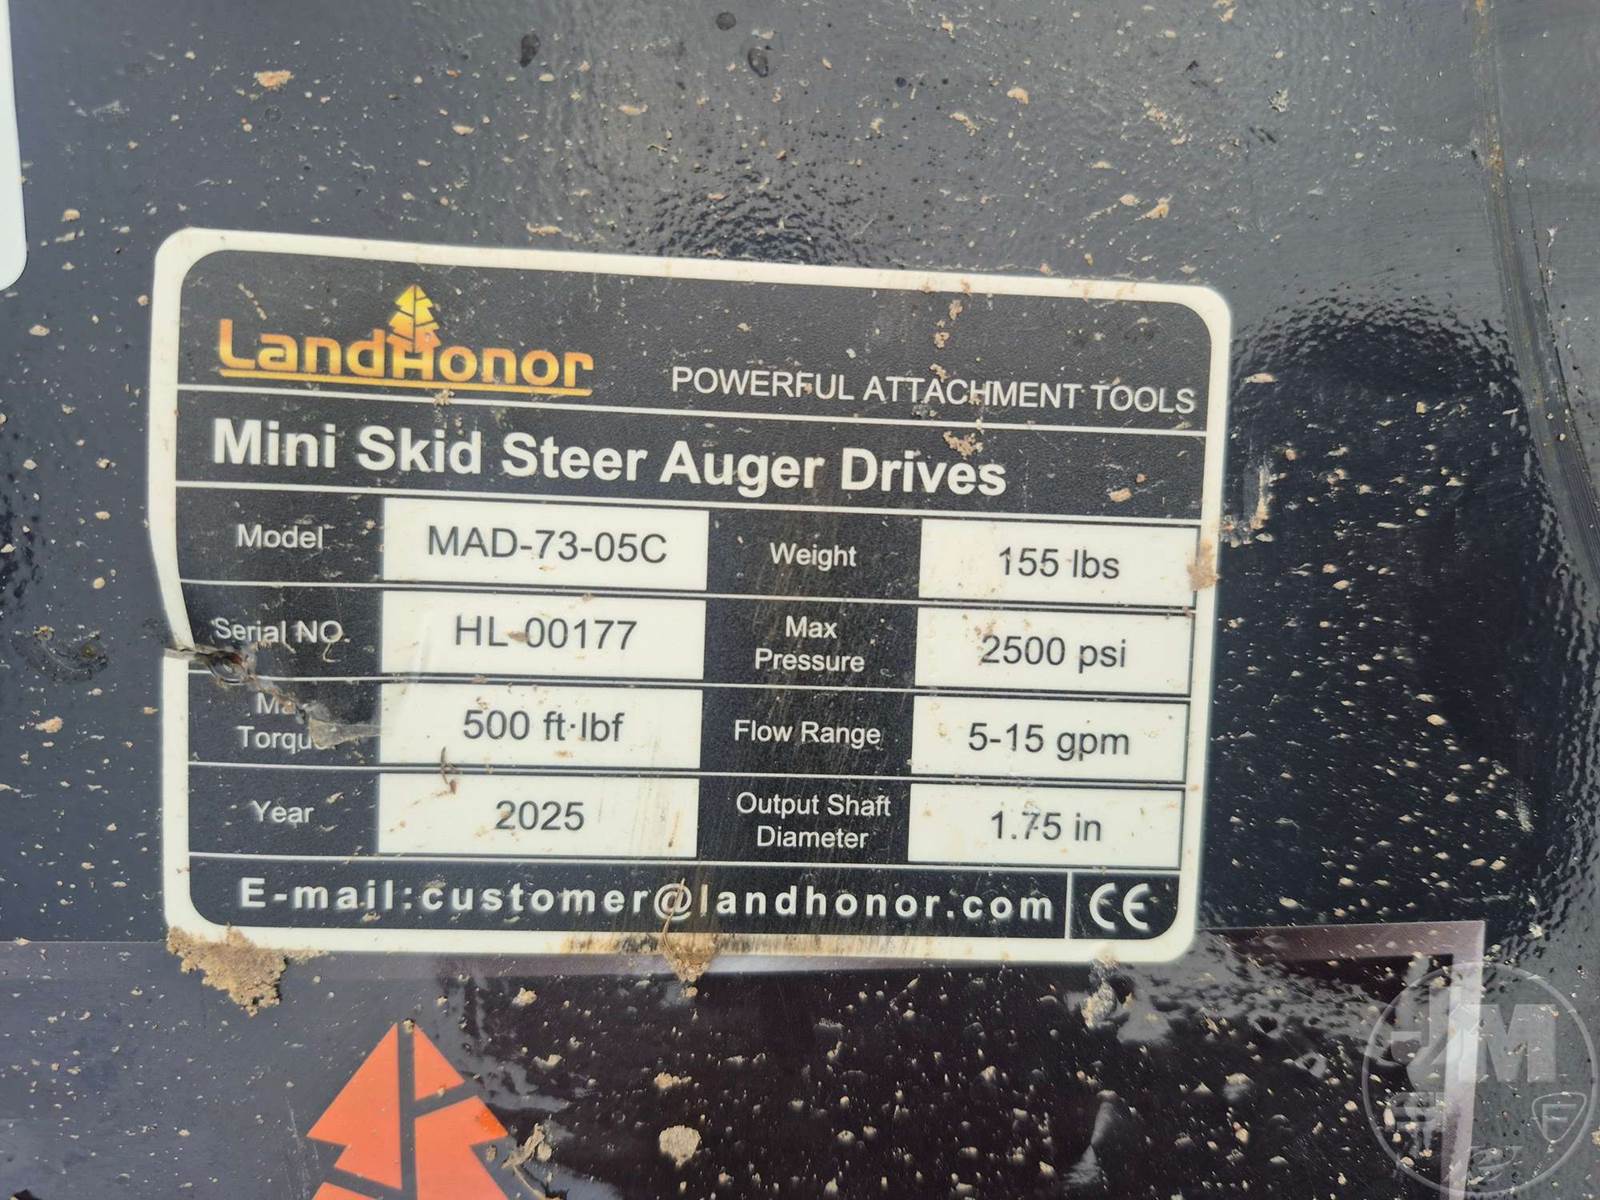 LandHonor
POWERFUL ATTACHMENT TOOLS
Mini Skid Steer Auger Drives
Model MAD-73-05C Weight 155 lbs
Serial NO. HL-00177 Max Pressure 2500 psi
Torque 500 ft·lbf Flow Range 5-15 gpm
Year 2025 Output Shaft Diameter 1.75 in
E-mail:customer@landhonor.com CE
JM
F